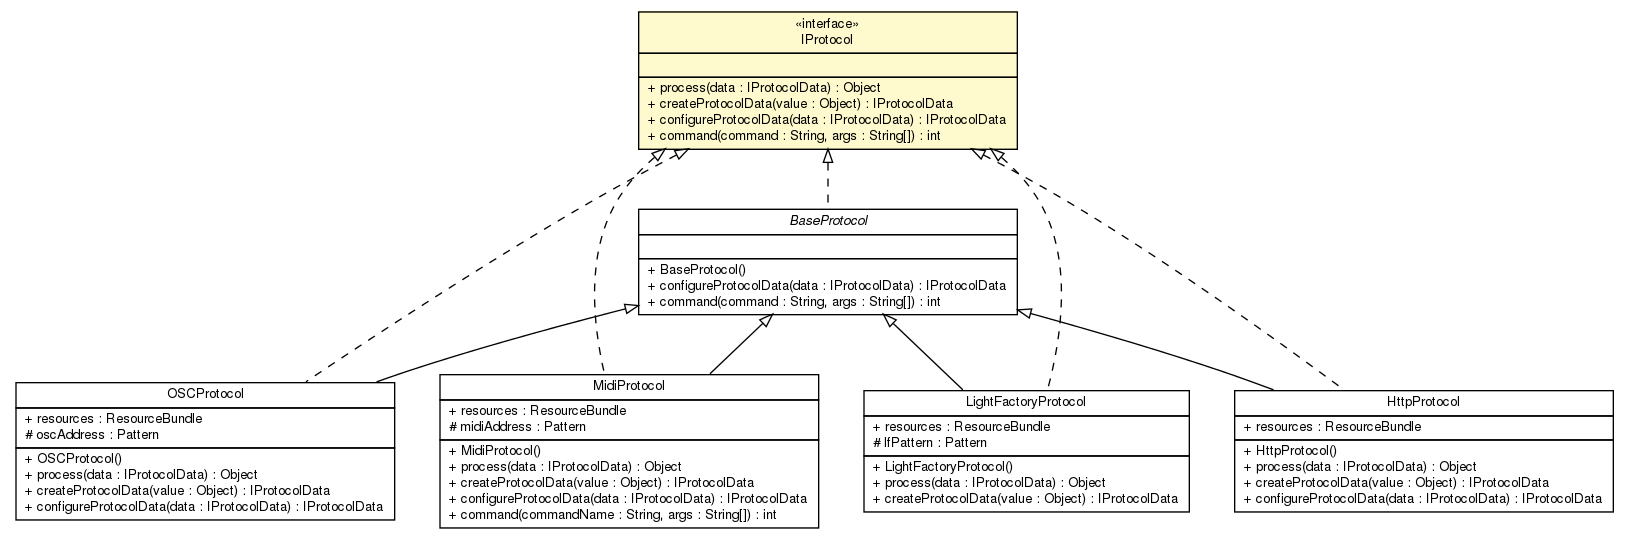 «interface»
IProtocol
+ process(data : IProtocolData) : Object
+ createProtocolData(value : Object) : IProtocolData
+ configureProtocolData(data : IProtocolData) : IProtocolData
+ command(command : String, args : String[]) : int
BaseProtocol
+ BaseProtocol()
+ configureProtocolData(data : IProtocolData) : IProtocolData
+ command(command : String, args : String[]) : int
OSCProtocol
+ resources : ResourceBundle
# oscAddress : Pattern
+ OSCProtocol()
+ process(data : IProtocolData) : Object
+ createProtocolData(value : Object) : IProtocolData
+ configureProtocolData(data : IProtocolData) : IProtocolData
MidiProtocol
+ resources : ResourceBundle
# midiAddress : Pattern
+ MidiProtocol()
+ process(data : IProtocolData) : Object
+ createProtocolData(value : Object) : IProtocolData
+ configureProtocolData(data : IProtocolData) : IProtocolData
+ command(commandName : String, args : String[]) : int
LightFactoryProtocol
+ resources : ResourceBundle
# lfPattern : Pattern
+ LightFactoryProtocol()
+ process(data : IProtocolData) : Object
+ createProtocolData(value : Object) : IProtocolData
HttpProtocol
+ resources : ResourceBundle
+ HttpProtocol()
+ process(data : IProtocolData) : Object
+ createProtocolData(value : Object) : IProtocolData
+ configureProtocolData(data : IProtocolData) : IProtocolData